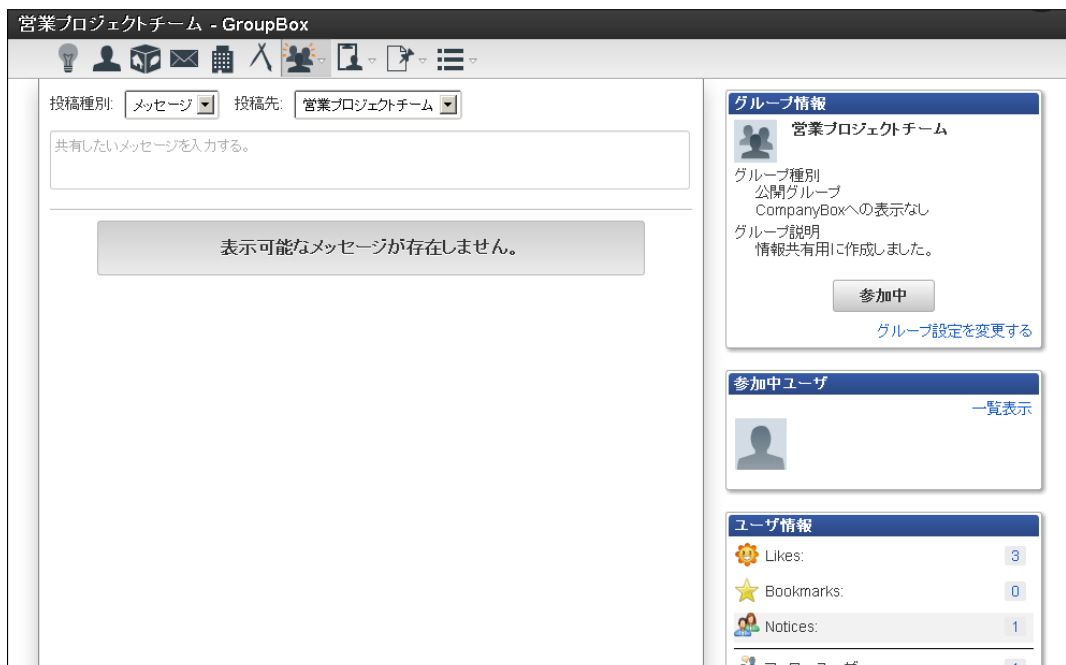 営業プロジェクトチーム - GroupBox
投稿種別: メッセージ 投稿先: 営業プロジェクトチーム
共有したいメッセージを入力する。
表示可能なメッセージが存在しません。
グループ情報
営業プロジェクトチーム
グループ種別
公開グループ
CompanyBoxへの表示なし
グループ説明
情報共有用に作成しました。
参加中
グループ設定を変更する
参加中ユーザ
一覧表示
ユーザ情報
Likes: 3
Bookmarks: 0
Notices: 1